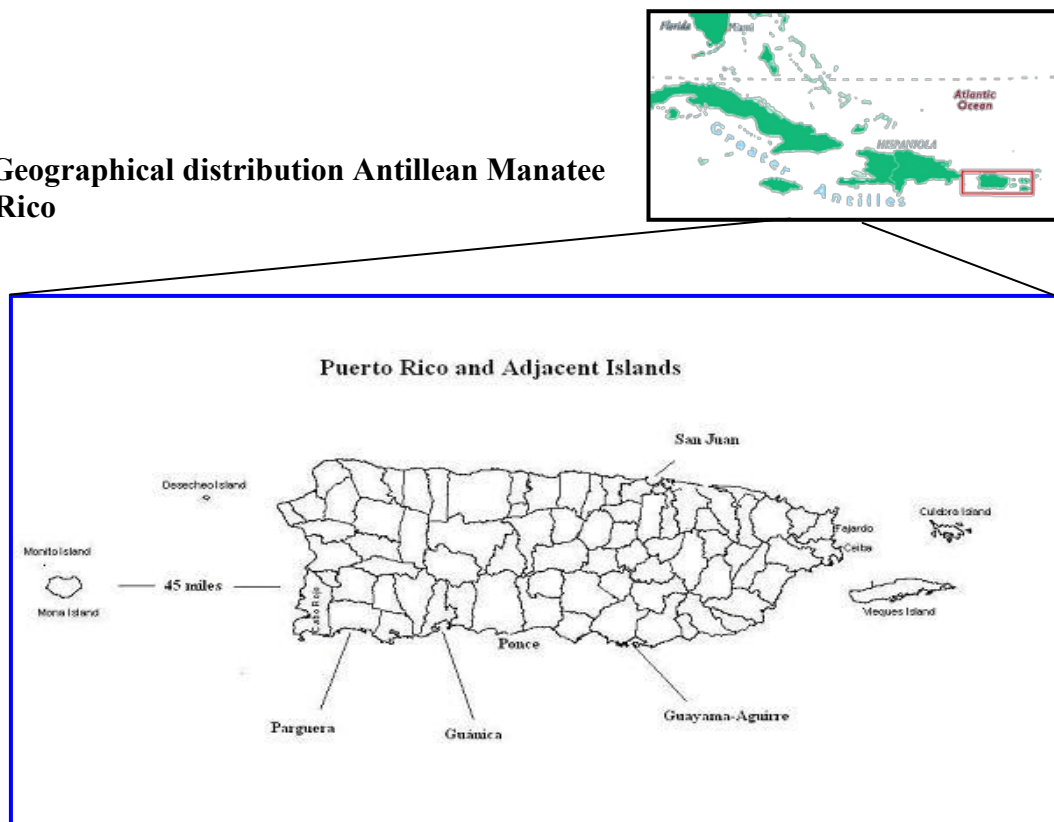 Florida
Miami
Atlantic
Ocean
HISPANIOLA
Greater
Antilles
Geographical distribution Antillean Manatee
Rico
Puerto Rico and Adjacent Islands
San Juan
Desecheo Island
Culebra Island
Fajardo
Ceiba
Monito Island
45 miles
Mona Island
Cabo Rojo
Vieques Island
Ponce
Parguera
Guánica
Guayama-Aguirre